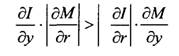 ∂I/∂y · |∂M/∂r| > |∂I/∂r| · ∂M/∂y